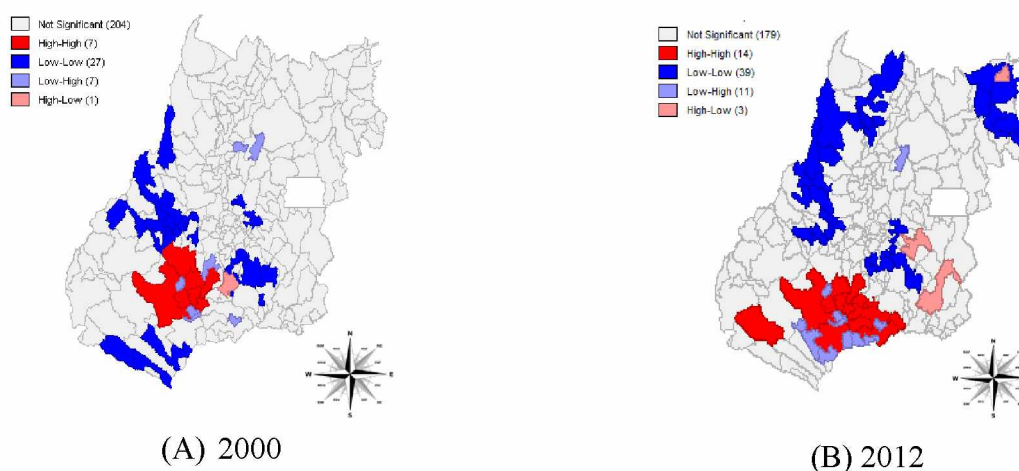 Not Significant (204)
High-High (7)
Low-Low (27)
Low-High (7)
High-Low (1)
N
W
E
S
(A) 2000
Not Significant (179)
High-High (14)
Low-Low (39)
Low-High (11)
High-Low (3)
N
W
S
(B) 2012